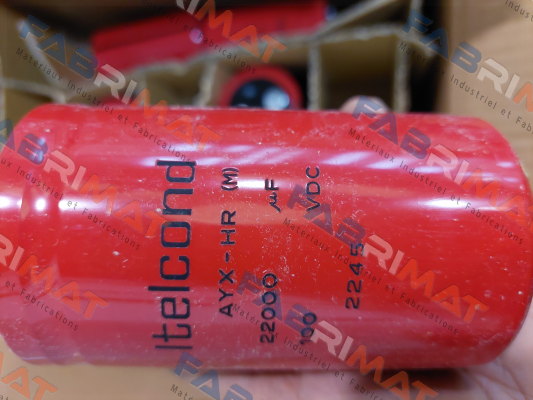 itelcond
AYX-HR (M)
22000 µF
100 VDC
2245
FABRIMAT
Matériaux Industriel et Fabrications